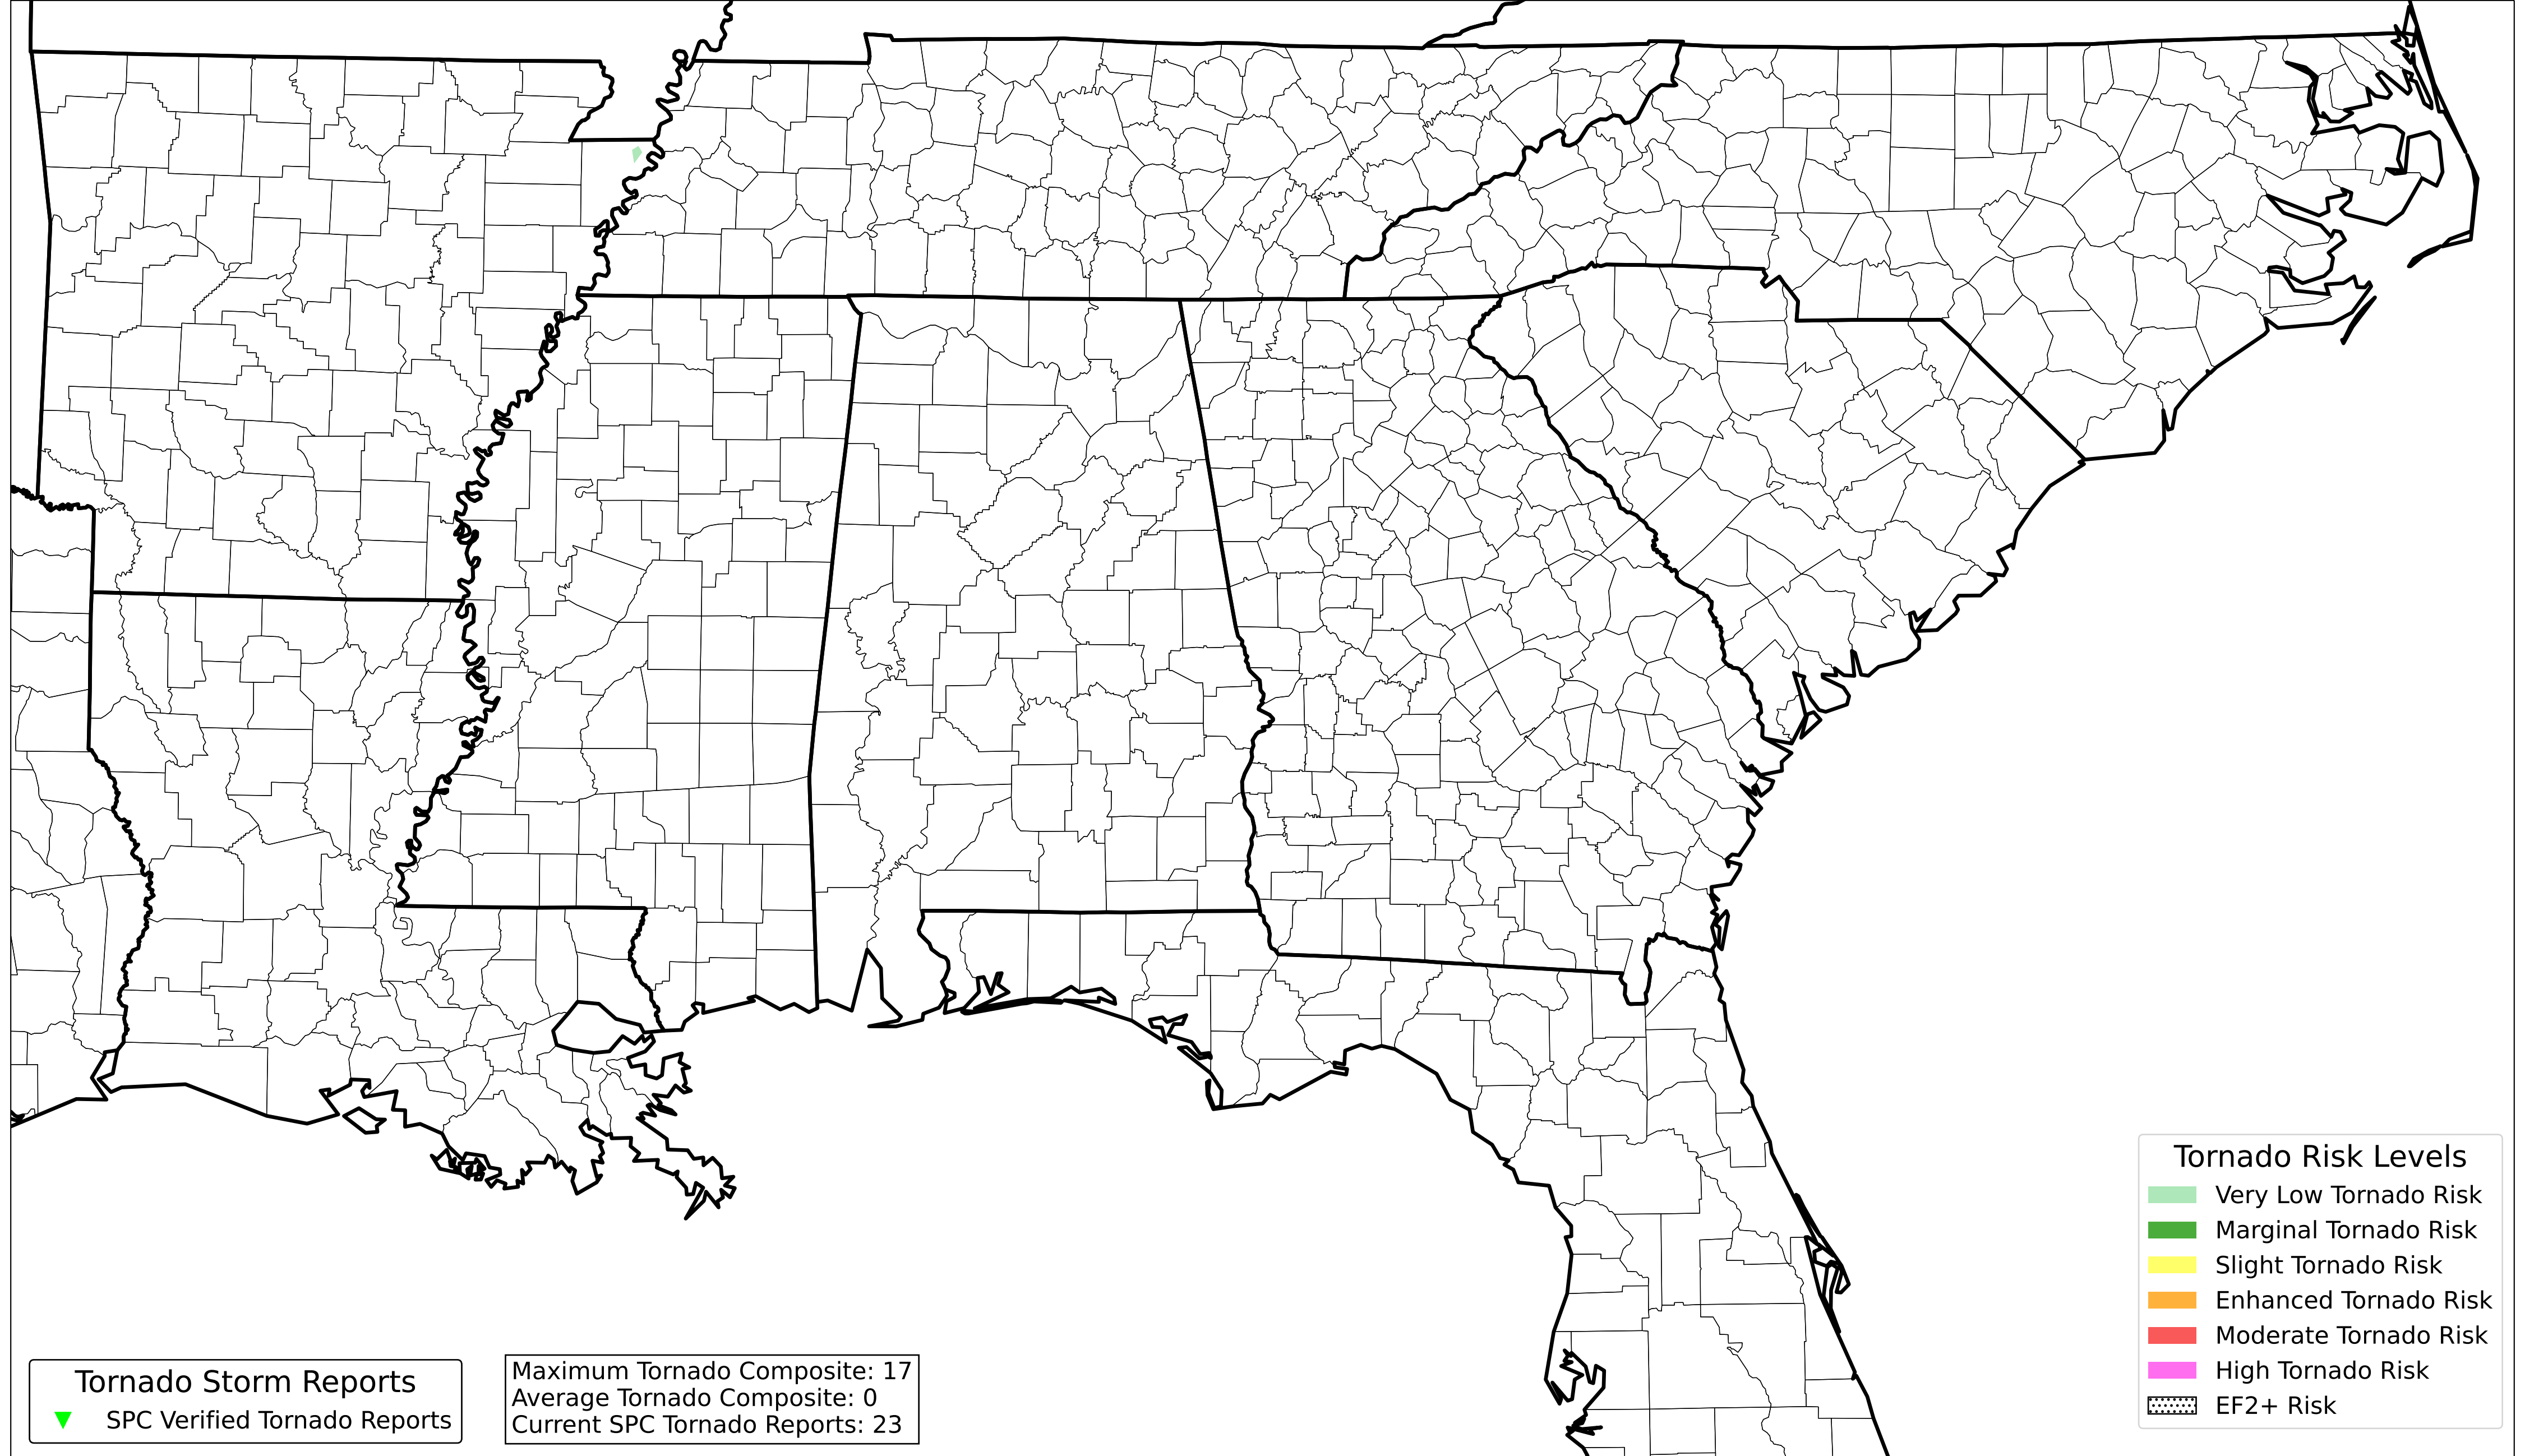 Tornado Risk Levels
Very Low Tornado Risk
Marginal Tornado Risk
Slight Tornado Risk
Enhanced Tornado Risk
Moderate Tornado Risk
High Tornado Risk
EF2+ Risk
Tornado Storm Reports
SPC Verified Tornado Reports
Maximum Tornado Composite: 17
Average Tornado Composite: 0
Current SPC Tornado Reports: 23